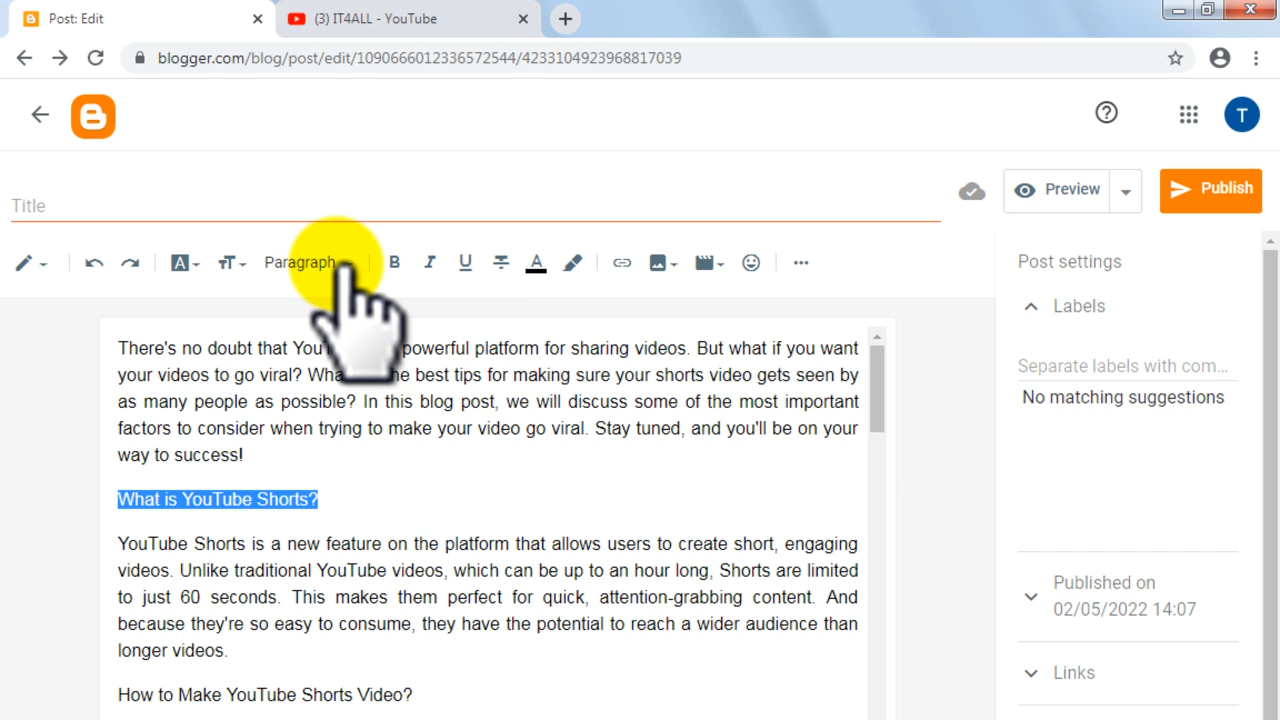 Post: Edit
(3) IT4ALL - YouTube
blogger.com/blog/post/edit/1090666012336572544/4233104923968817039
T
Title
Preview
Publish
Paragraph
B I U A
Post settings
Labels
Separate labels with com...
No matching suggestions
Published on
02/05/2022 14:07
Links
There's no doubt that powerful platform for sharing videos. But what if you want
your videos to go viral? best tips for making sure your shorts video gets seen by
as many people as possible? In this blog post, we will discuss some of the most important
factors to consider when trying to make your video go viral. Stay tuned, and you'll be on your
way to success!
What is YouTube Shorts?
YouTube Shorts is a new feature on the platform that allows users to create short, engaging
videos. Unlike traditional YouTube videos, which can be up to an hour long, Shorts are limited
to just 60 seconds. This makes them perfect for quick, attention-grabbing content. And
because they're so easy to consume, they have the potential to reach a wider audience than
longer videos.
How to Make YouTube Shorts Video?